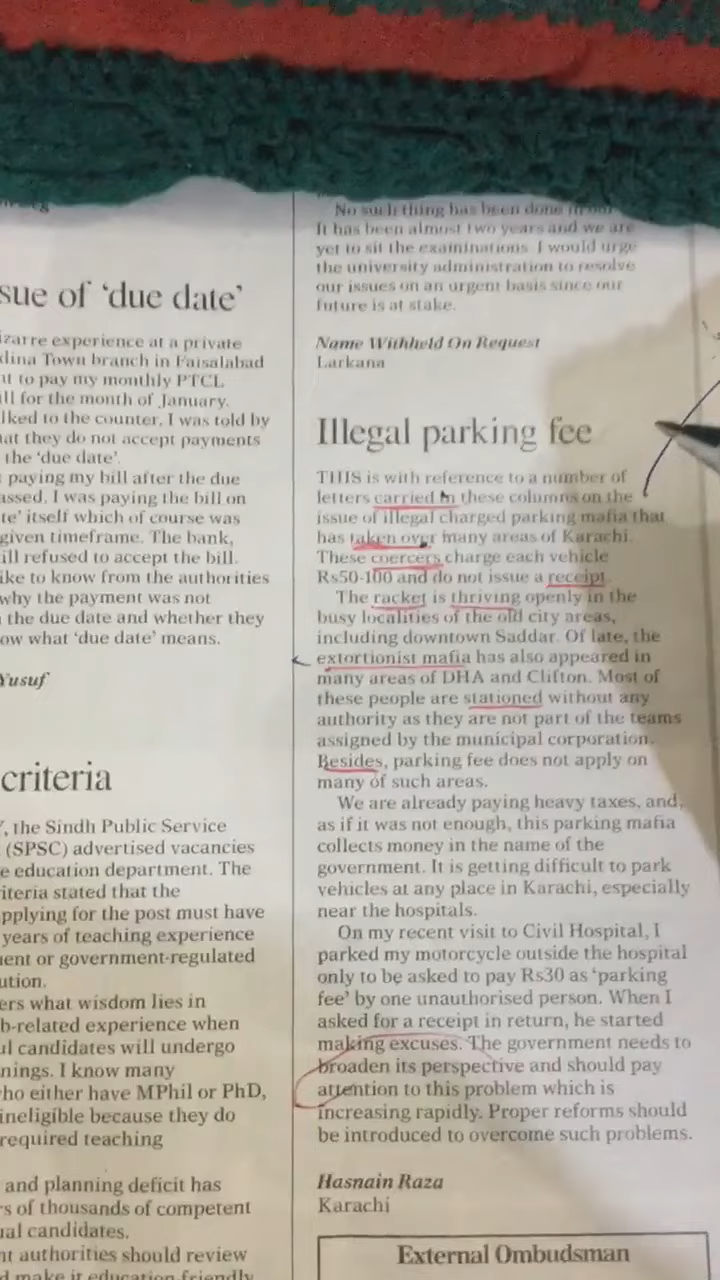 sue of ‘due date’
izarre experience at a private
dina Town branch in Faisalabad
nt to pay my monthly PTCL
ill for the month of January.
lked to the counter, I was told by
hat they do not accept payments
the ‘due date’.
paying my bill after the due
assed, I was paying the bill on
te’ itself which of course was
given timeframe. The bank,
ill refused to accept the bill.
ike to know from the authorities
why the payment was not
the due date and whether they
ow what ‘due date’ means.
Yusuf
criteria
, the Sindh Public Service
(SPSC) advertised vacancies
e education department. The
riteria stated that the
pplying for the post must have
years of teaching experience
ent or government-regulated
ution.
ers what wisdom lies in
b-related experience when
ul candidates will undergo
nings. I know many
ho either have MPhil or PhD,
ineligible because they do
required teaching
and planning deficit has
s of thousands of competent
nal candidates.
nt authorities should review
d make it education-friendly
No such thing has been done in our
It has been almost two years and we are
yet to sit the examinations. I would urge
the university administration to resolve
our issues on an urgent basis since our
future is at stake.
Name Withheld On Request
Larkana
Illegal parking fee
THIS is with reference to a number of
letters carried in these columns on the
issue of illegal charged parking mafia that
has taken over many areas of Karachi.
These coercers charge each vehicle
Rs50-100 and do not issue a receipt.
The racket is thriving openly in the
busy localities of the old city areas,
including downtown Saddar. Of late, the
extortionist mafia has also appeared in
many areas of DHA and Clifton. Most of
these people are stationed without any
authority as they are not part of the teams
assigned by the municipal corporation.
Besides, parking fee does not apply on
many of such areas.
We are already paying heavy taxes, and,
as if it was not enough, this parking mafia
collects money in the name of the
government. It is getting difficult to park
vehicles at any place in Karachi, especially
near the hospitals.
On my recent visit to Civil Hospital, I
parked my motorcycle outside the hospital
only to be asked to pay Rs30 as ‘parking
fee’ by one unauthorised person. When I
asked for a receipt in return, he started
making excuses. The government needs to
broaden its perspective and should pay
attention to this problem which is
increasing rapidly. Proper reforms should
be introduced to overcome such problems.
Hasnain Raza
Karachi
External Ombudsman